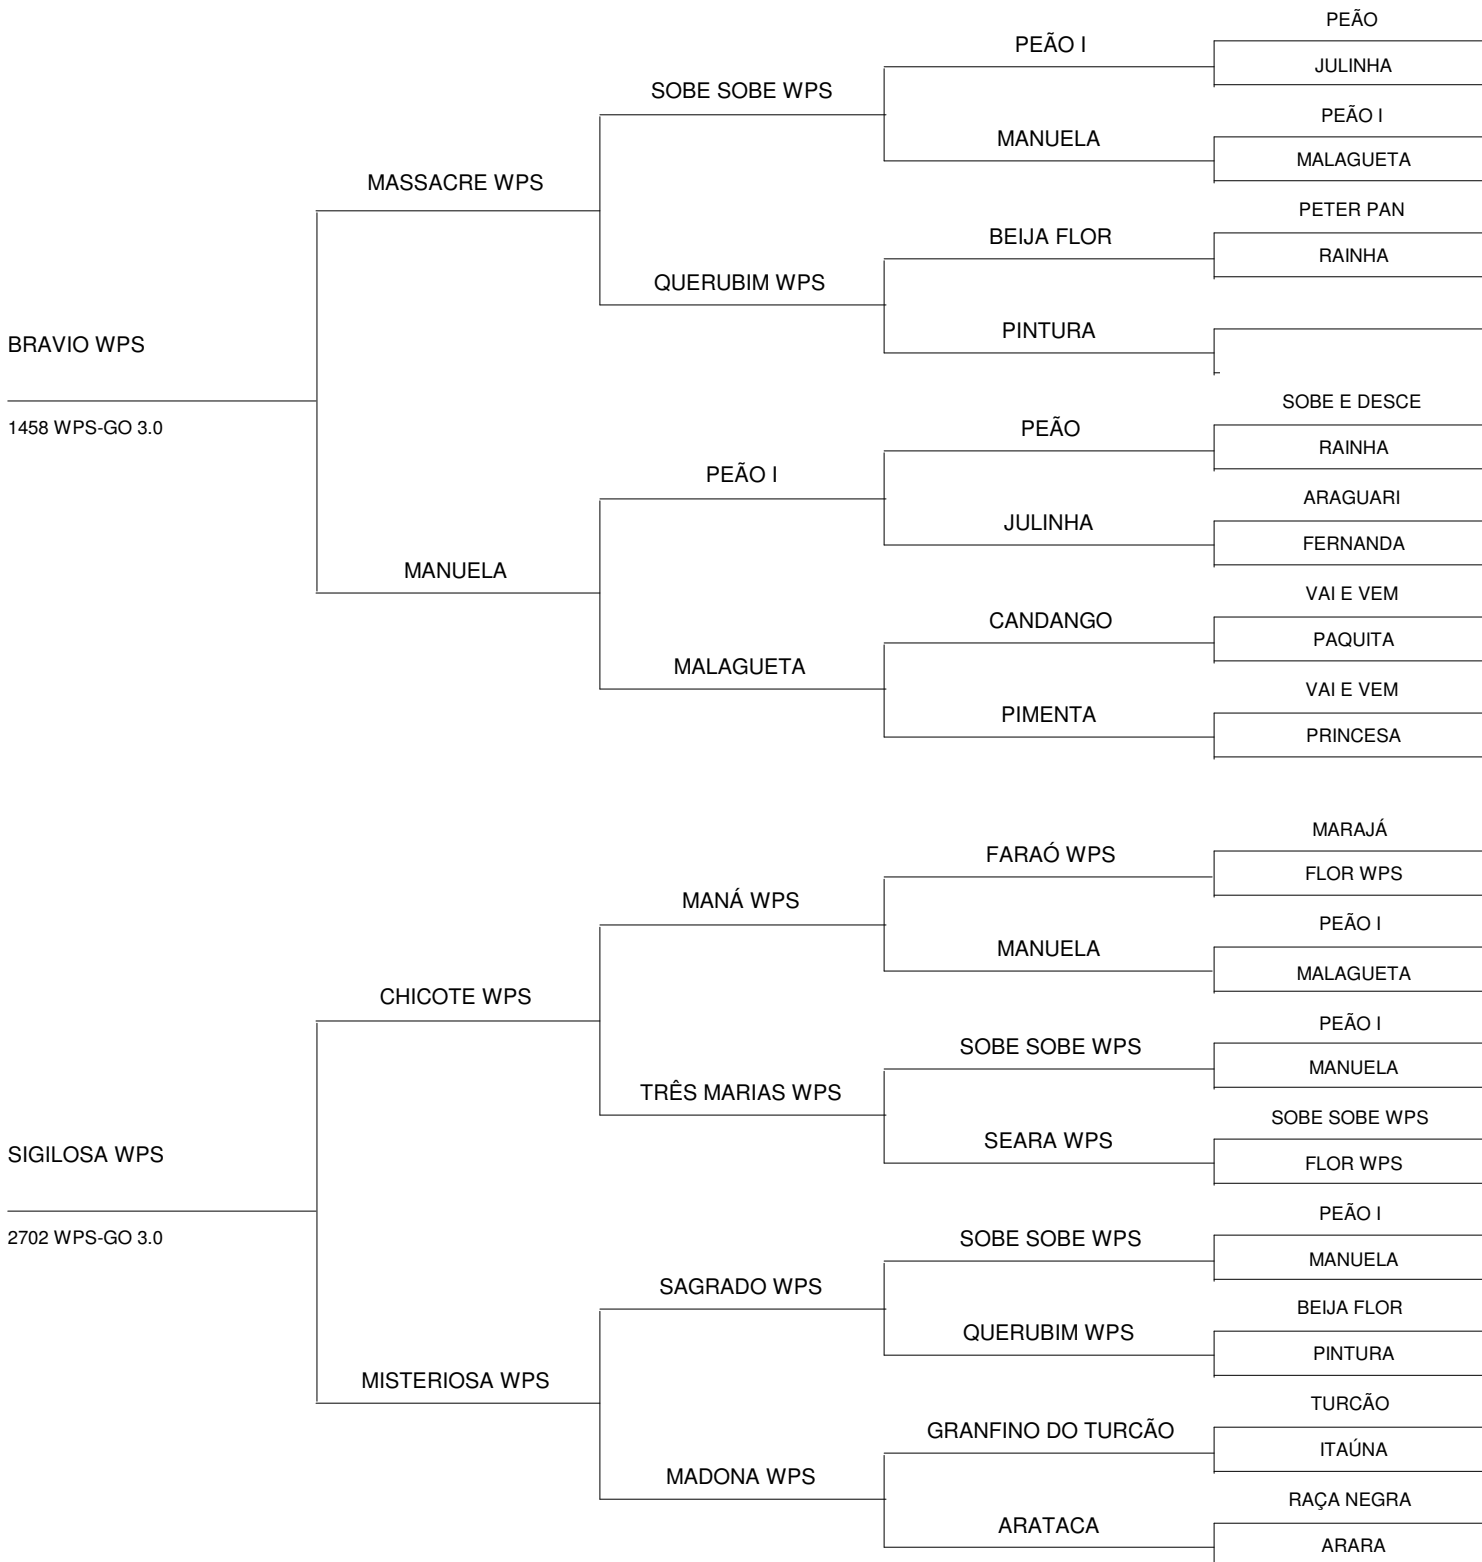 PEÃO
PEÃO I
JULINHA
SOBE SOBE WPS
PEÃO I
MANUELA
MALAGUETA
MASSACRE WPS
PETER PAN
BEIJA FLOR
RAINHA
QUERUBIM WPS
PINTURA
BRAVIO WPS
SOBE E DESCE
1458 WPS-GO 3.0
PEÃO
RAINHA
PEÃO I
ARAGUARI
JULINHA
FERNANDA
MANUELA
VAI E VEM
CANDANGO
PAQUITA
MALAGUETA
VAI E VEM
PIMENTA
PRINCESA
MARAJÁ
FARAÓ WPS
FLOR WPS
MANÁ WPS
PEÃO I
MANUELA
MALAGUETA
CHICOTE WPS
PEÃO I
SOBE SOBE WPS
MANUELA
TRÊS MARIAS WPS
SOBE SOBE WPS
SEARA WPS
SIGILOSA WPS
FLOR WPS
PEÃO I
2702 WPS-GO 3.0
SOBE SOBE WPS
MANUELA
SAGRADO WPS
BEIJA FLOR
QUERUBIM WPS
PINTURA
MISTERIOSA WPS
TURCÃO
GRANFINO DO TURCÃO
ITAÚNA
MADONA WPS
RAÇA NEGRA
ARATACA
ARARA